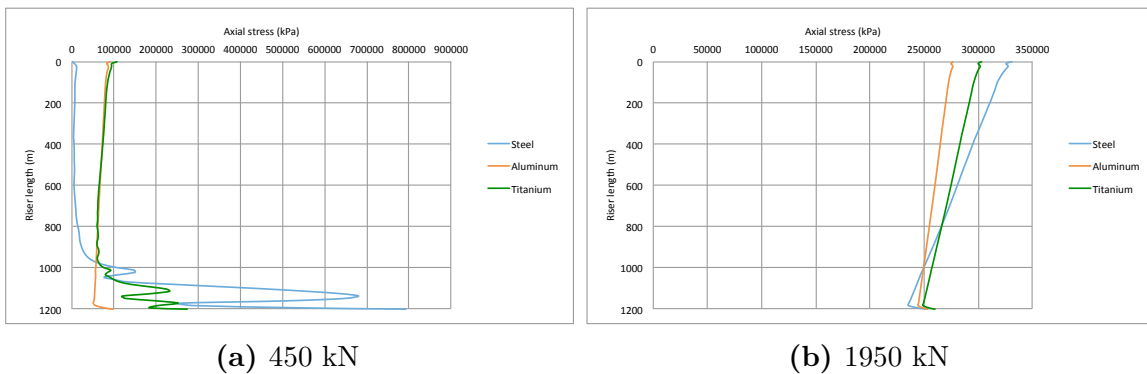 Axial stress (kPa)
0 100000 200000 300000 400000 500000 600000 700000 800000 900000
0
200
400
600
800
1000
1200
Riser length (m)
Steel
Aluminum
Titanium
(a) 450 kN
Axial stress (kPa)
0 50000 100000 150000 200000 250000 300000 350000
0
200
400
600
800
1000
1200
Riser length (m)
Steel
Aluminum
Titanium
(b) 1950 kN